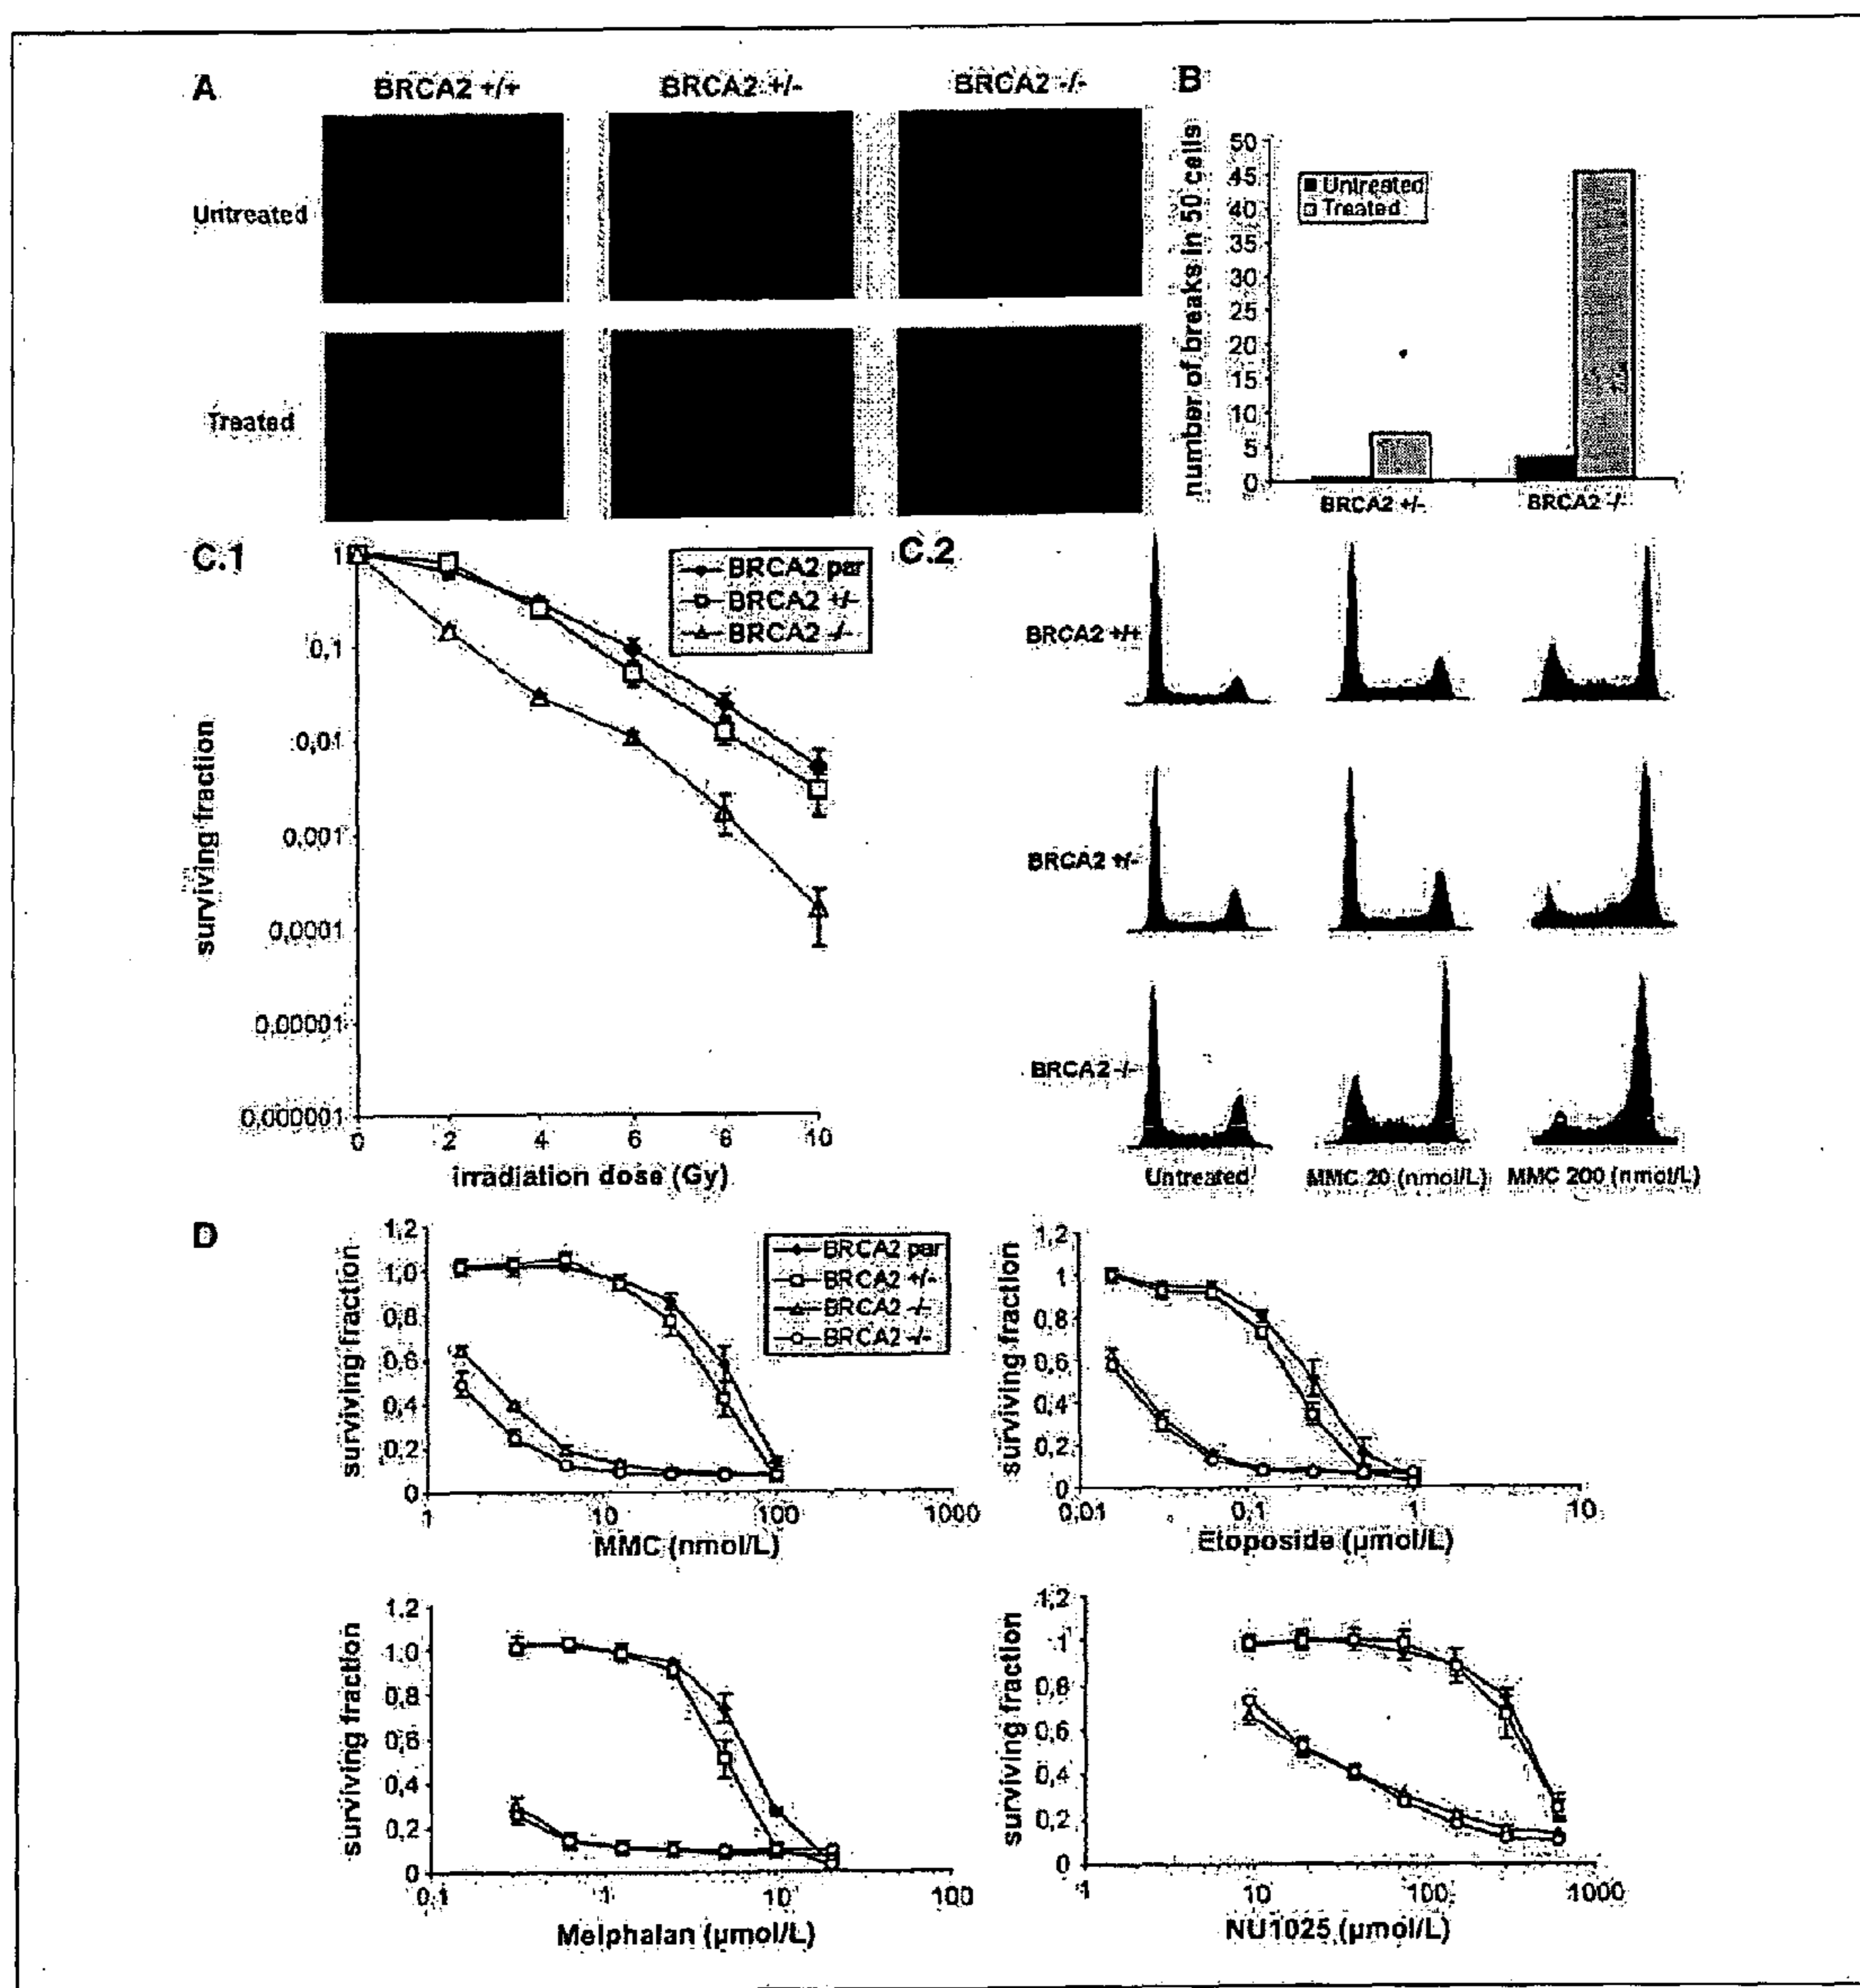 A
BRCA2 +/+
BRCA2 +/-
BRCA2 -/-
Untreated
Treated
B
number of breaks in 50 cells
50
45
40
35
30
25
20
15
10
5
0
Untreated
Treated
BRCA2 +/-
BRCA2 -/-
C.1
surviving fraction
1
0,1
0,01
0,001
0,0001
0,00001
0,000001
0 2 4 6 8 10
irradiation dose (Gy)
BRCA2 par
BRCA2 +/-
BRCA2 -/-
C.2
BRCA2 +/+
BRCA2 +/-
BRCA2 -/-
Untreated
MMC 20 (nmol/L)
MMC 200 (nmol/L)
D
surviving fraction
1,2
1,0
0,8
0,6
0,4
0,2
0
1 10 100 1000
MMC (nmol/L)
BRCA2 par
BRCA2 +/-
BRCA2 -/-
BRCA2 -/-
surviving fraction
1,2
1
0,8
0,6
0,4
0,2
0
0,01 0,1 1 10
Etoposide (µmol/L)
surviving fraction
1,2
1,0
0,8
0,6
0,4
0,2
0
0,1 1 10 100
Melphalan (µmol/L)
surviving fraction
1,2
1
0,8
0,6
0,4
0,2
0
1 10 100 1000
NU1025 (µmol/L)